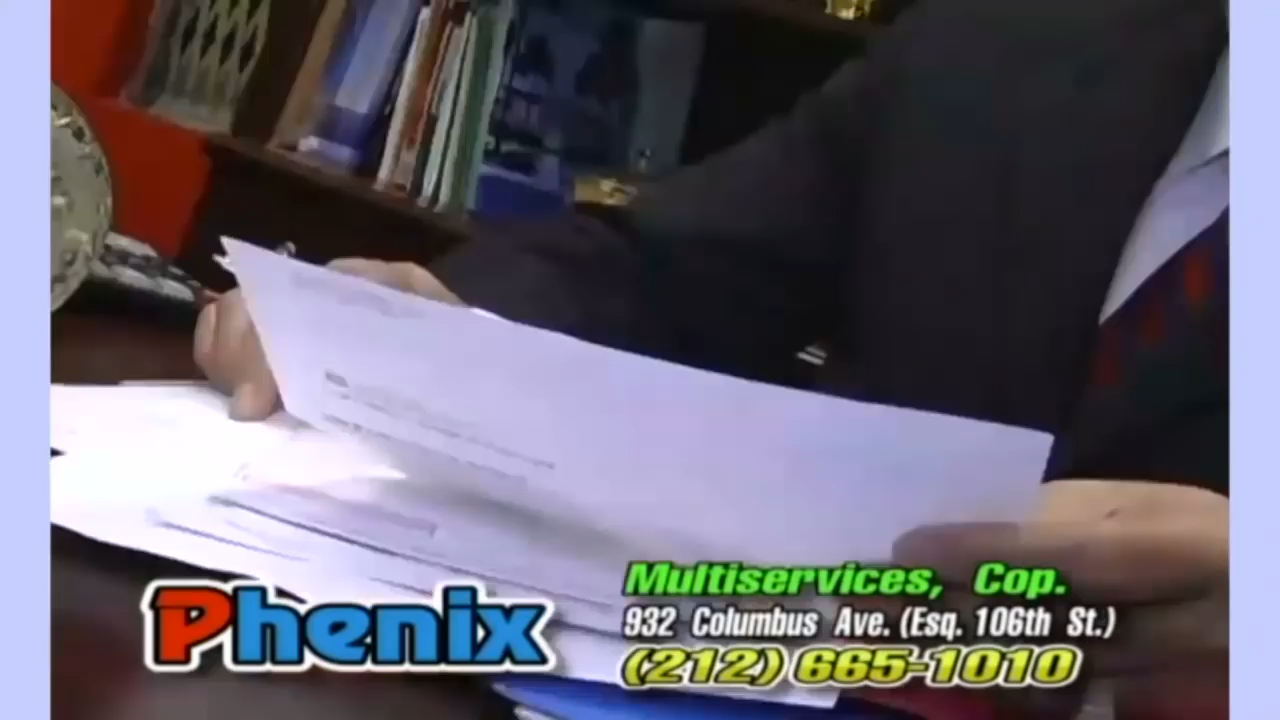 Phenix
Multiservices, Cop.
932 Columbus Ave. (Esq. 106th St.)
(212) 665-1010